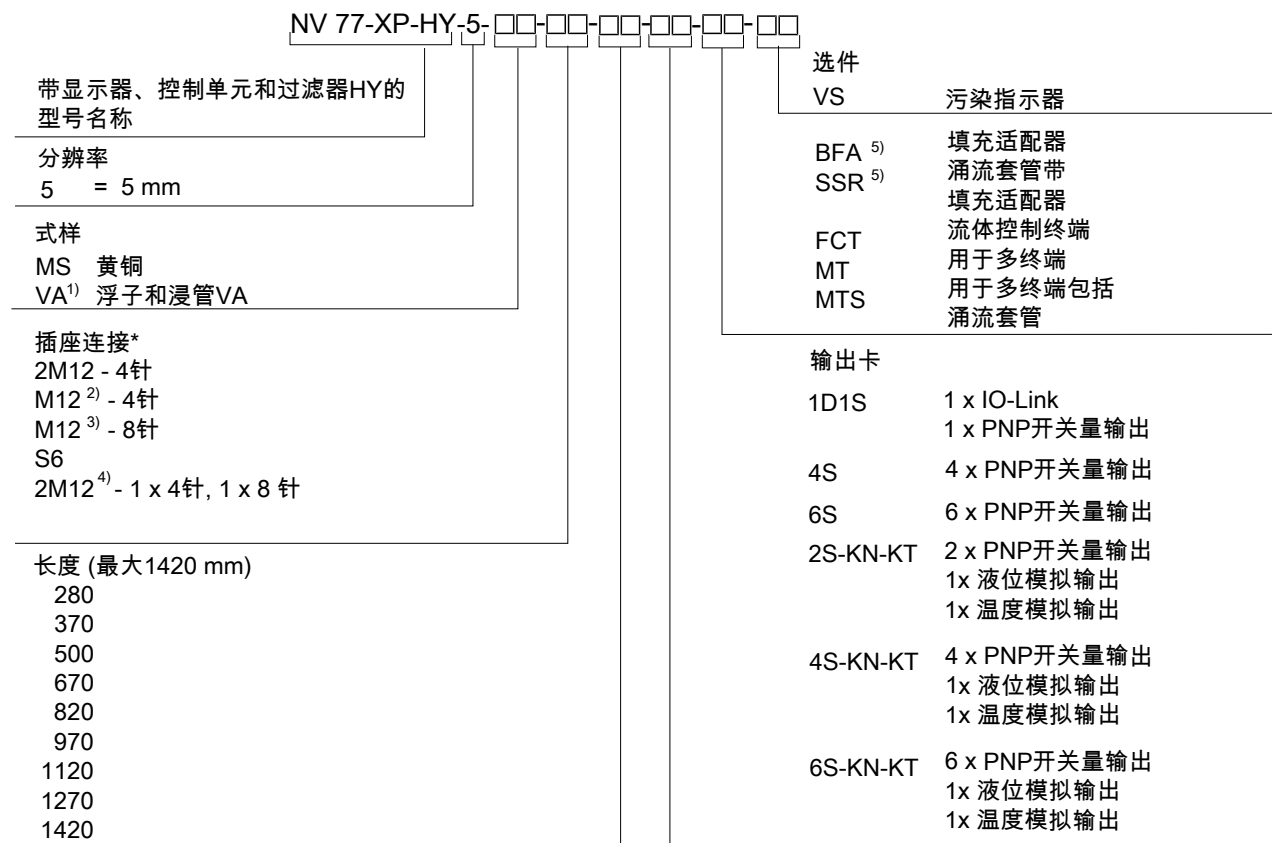 NV 77-XP-HY-5-□□-□□-□□-□□-□□-□□
带显示器、控制单元和过滤器HY的
型号名称
分辨率
5 = 5 mm
式样
MS 黄铜
VA1) 浮子和浸管VA
插座连接*
2M12 - 4针
M12 2) - 4针
M12 3) - 8针
S6
2M12 4) - 1 x 4针, 1 x 8 针
长度 (最大1420 mm)
280
370
500
670
820
970
1120
1270
1420
选件
VS 污染指示器
BFA 5) 填充适配器
SSR 5) 涌流套管带
填充适配器
FCT 流体控制终端
MT 用于多终端
MTS 用于多终端包括
涌流套管
输出卡
1D1S 1 x IO-Link
1 x PNP开关量输出
4S 4 x PNP开关量输出
6S 6 x PNP开关量输出
2S-KN-KT 2 x PNP开关量输出
1x 液位模拟输出
1x 温度模拟输出
4S-KN-KT 4 x PNP开关量输出
1x 液位模拟输出
1x 温度模拟输出
6S-KN-KT 6 x PNP开关量输出
1x 液位模拟输出
1x 温度模拟输出